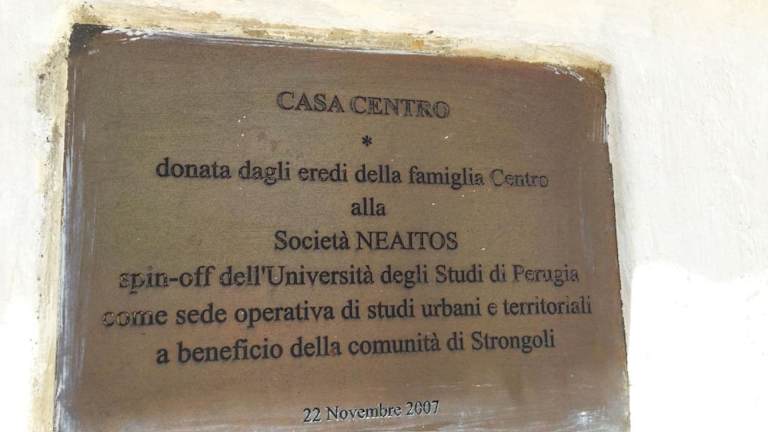 CASA CENTRO
*
donata dagli eredi della famiglia Centro
alla
Società NEAITOS
spin-off dell'Università degli Studi di Perugia
come sede operativa di studi urbani e territoriali
a beneficio della comunità di Strongoli
22 Novembre 2007